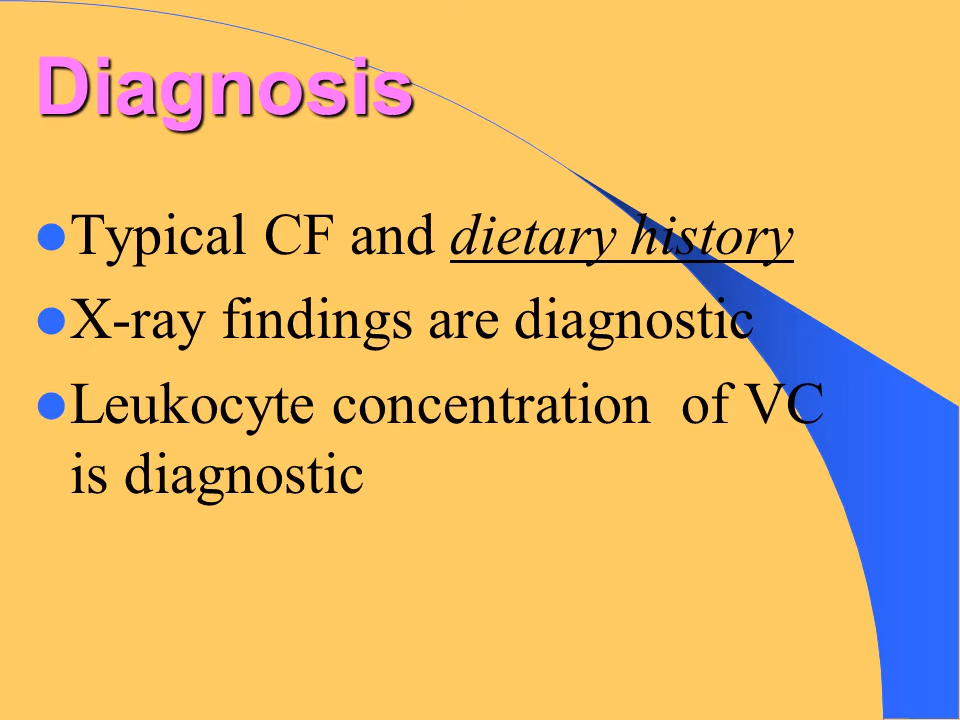 Diagnosis
Typical CF and dietary history
X-ray findings are diagnostic
Leukocyte concentration of VC
is diagnostic